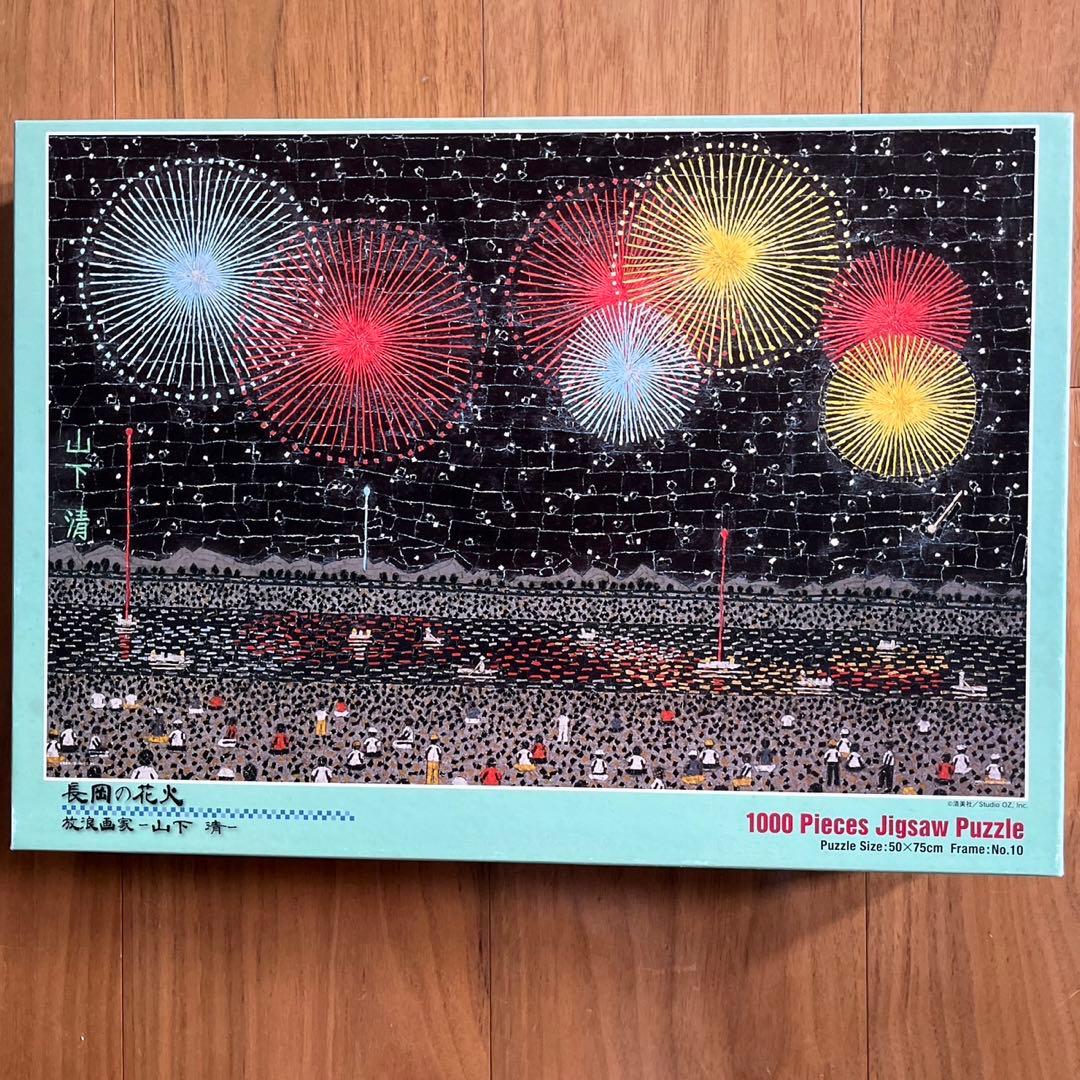 山下清
©清美社／Studio OZ, Inc.
長岡の花火
放浪画家-山下 清-
1000 Pieces Jigsaw Puzzle
Puzzle Size:50×75cm Frame:No.10